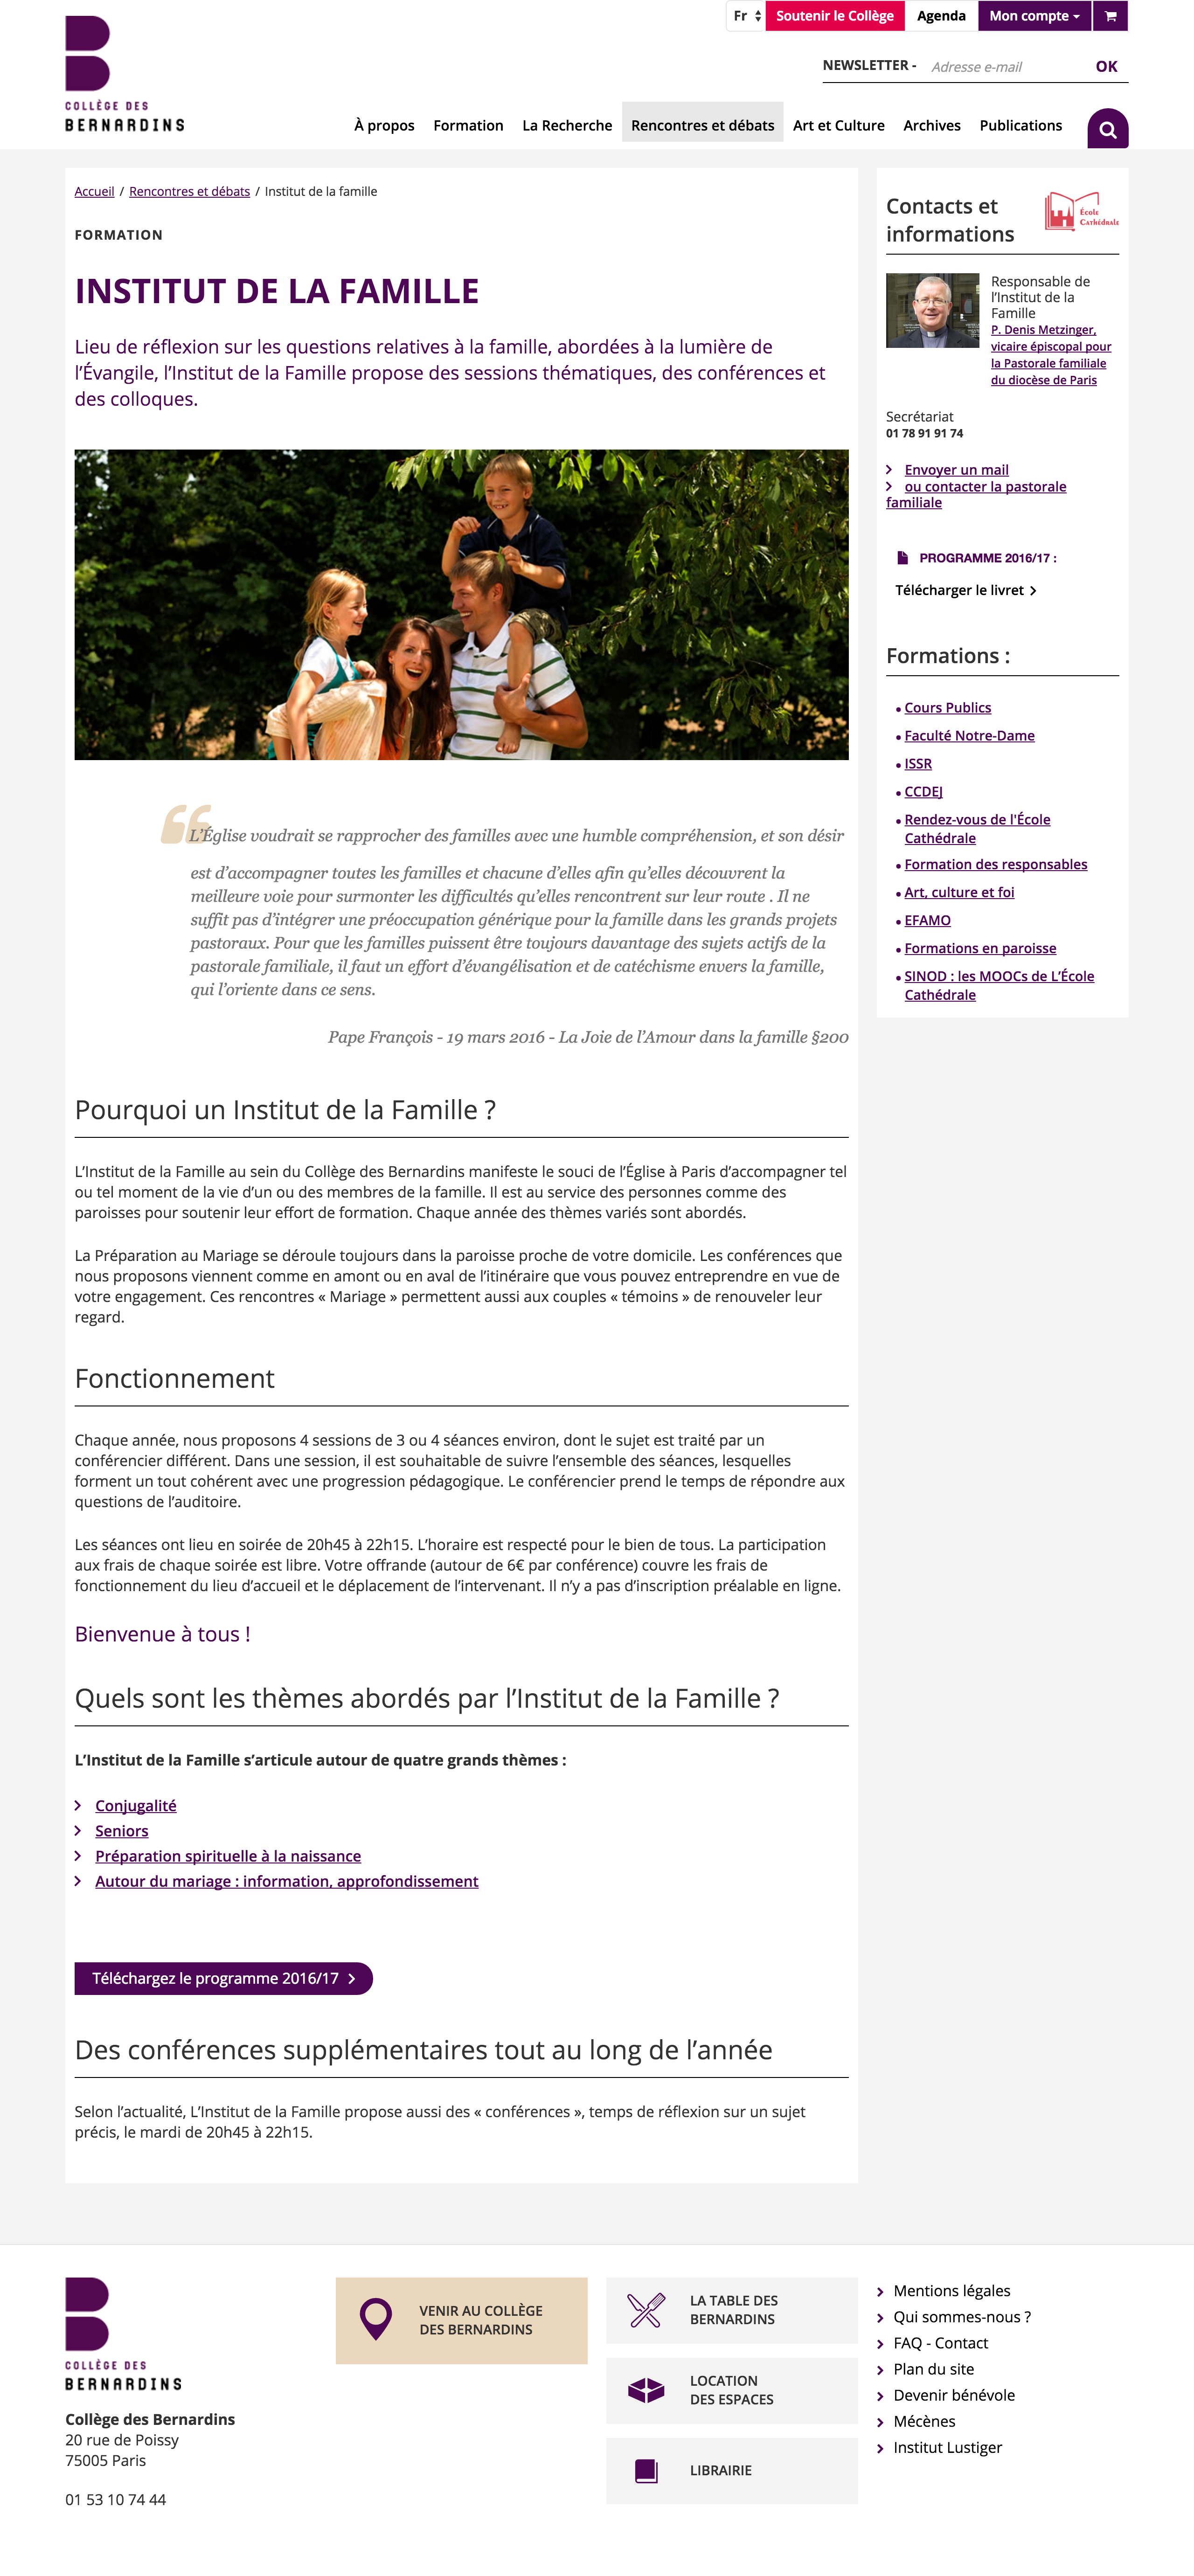 Fr
Soutenir le Collège
Agenda
Mon compte
NEWSLETTER -
Adresse e-mail
OK
COLLÈGE DES
BERNARDINS
À propos
Formation
La Recherche
Rencontres et débats
Art et Culture
Archives
Publications
Accueil / Rencontres et débats / Institut de la famille
FORMATION
INSTITUT DE LA FAMILLE
Lieu de réflexion sur les questions relatives à la famille, abordées à la lumière de
l’Évangile, l’Institut de la Famille propose des sessions thématiques, des conférences et
des colloques.
L’Église voudrait se rapprocher des familles avec une humble compréhension, et son désir
est d’accompagner toutes les familles et chacune d’elles afin qu’elles découvrent la
meilleure voie pour surmonter les difficultés qu’elles rencontrent sur leur route . Il ne
suffit pas d’intégrer une préoccupation générique pour la famille dans les grands projets
pastoraux. Pour que les familles puissent être toujours davantage des sujets actifs de la
pastorale familiale, il faut un effort d’évangélisation et de catéchisme envers la famille,
qui l’oriente dans ce sens.
Pape François - 19 mars 2016 - La Joie de l’Amour dans la famille §200
Pourquoi un Institut de la Famille ?
L’Institut de la Famille au sein du Collège des Bernardins manifeste le souci de l’Église à Paris d’accompagner tel
ou tel moment de la vie d’un ou des membres de la famille. Il est au service des personnes comme des
paroisses pour soutenir leur effort de formation. Chaque année des thèmes variés sont abordés.
La Préparation au Mariage se déroule toujours dans la paroisse proche de votre domicile. Les conférences que
nous proposons viennent comme en amont ou en aval de l’itinéraire que vous pouvez entreprendre en vue de
votre engagement. Ces rencontres « Mariage » permettent aussi aux couples « témoins » de renouveler leur
regard.
Fonctionnement
Chaque année, nous proposons 4 sessions de 3 ou 4 séances environ, dont le sujet est traité par un
conférencier différent. Dans une session, il est souhaitable de suivre l’ensemble des séances, lesquelles
forment un tout cohérent avec une progression pédagogique. Le conférencier prend le temps de répondre aux
questions de l’auditoire.
Les séances ont lieu en soirée de 20h45 à 22h15. L’horaire est respecté pour le bien de tous. La participation
aux frais de chaque soirée est libre. Votre offrande (autour de 6€ par conférence) couvre les frais de
fonctionnement du lieu d’accueil et le déplacement de l’intervenant. Il n’y a pas d’inscription préalable en ligne.
Bienvenue à tous !
Quels sont les thèmes abordés par l’Institut de la Famille ?
L’Institut de la Famille s’articule autour de quatre grands thèmes :
Conjugalité
Seniors
Préparation spirituelle à la naissance
Autour du mariage : information, approfondissement
Téléchargez le programme 2016/17
Des conférences supplémentaires tout au long de l’année
Selon l’actualité, L’Institut de la Famille propose aussi des « conférences », temps de réflexion sur un sujet
précis, le mardi de 20h45 à 22h15.
Contacts et
informations
École
Cathédrale
Responsable de
l’Institut de la
Famille
P. Denis Metzinger,
vicaire épiscopal pour
la Pastorale familiale
du diocèse de Paris
Secrétariat
01 78 91 91 74
Envoyer un mail
ou contacter la pastorale
familiale
PROGRAMME 2016/17 :
Télécharger le livret
Formations :
Cours Publics
Faculté Notre-Dame
ISSR
CCDEJ
Rendez-vous de l'École
Cathédrale
Formation des responsables
Art, culture et foi
EFAMO
Formations en paroisse
SINOD : les MOOCs de L’École
Cathédrale
COLLÈGE DES
BERNARDINS
Collège des Bernardins
20 rue de Poissy
75005 Paris
01 53 10 74 44
VENIR AU COLLÈGE
DES BERNARDINS
LA TABLE DES
BERNARDINS
LOCATION
DES ESPACES
LIBRAIRIE
Mentions légales
Qui sommes-nous ?
FAQ - Contact
Plan du site
Devenir bénévole
Mécènes
Institut Lustiger